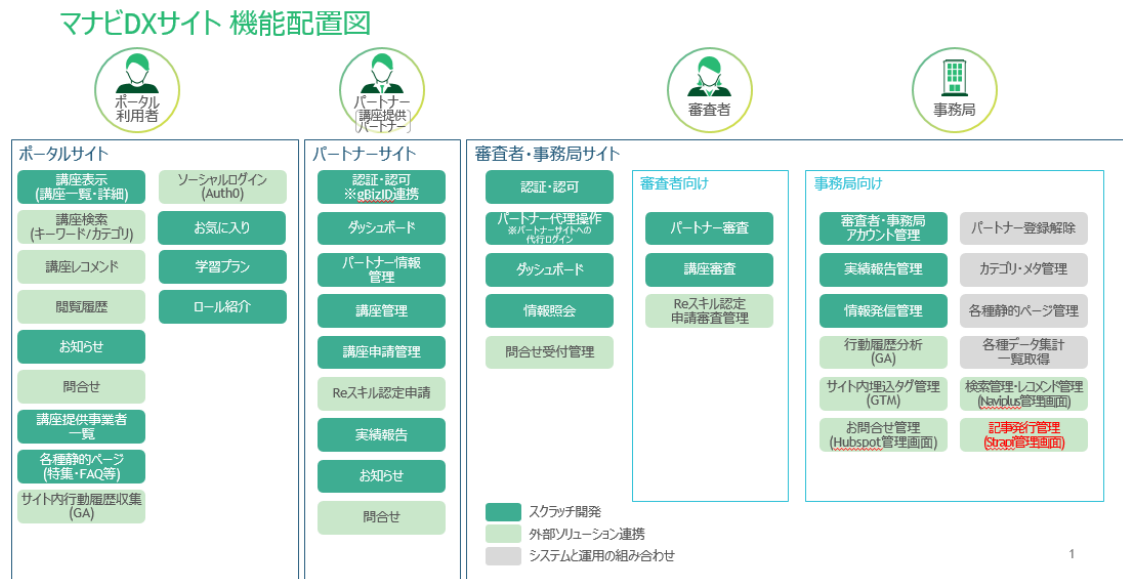 マナビDXサイト 機能配置図
ポータル
利用者
パートナー
[講座提供
パートナー]
審査者
事務局
ポータルサイト
講座表示
(講座一覧・詳細)
講座検索
(キーワード/カテゴリ)
講座レコメンド
閲覧履歴
お知らせ
問合せ
講座提供事業者
一覧
各種静的ページ
(特集・FAQ等)
サイト内行動履歴収集
(GA)
ソーシャルログイン
(Auth0)
お気に入り
学習プラン
ロール紹介
パートナーサイト
認証・認可
※gBizID連携
ダッシュボード
パートナー情報
管理
講座管理
講座申請管理
Reスキル認定申請
実績報告
お知らせ
問合せ
審査者・事務局サイト
認証・認可
パートナー代理操作
※パートナーサイトへの
代行ログイン
ダッシュボード
情報照会
問合せ受付管理
審査者向け
パートナー審査
講座審査
Reスキル認定
申請審査管理
事務局向け
審査者・事務局
アカウント管理
実績報告管理
情報発信管理
行動履歴分析
(GA)
サイト内埋込タグ管理
(GTM)
お問合せ管理
(Hubspot管理画面)
パートナー登録解除
カテゴリ・メタ管理
各種静的ページ管理
各種データ集計
一覧取得
検索管理・レコメンド管理
(Naviplus管理画面)
記事発行管理
(Strapi管理画面)
スクラッチ開発
外部ソリューション連携
システムと運用の組み合わせ
1